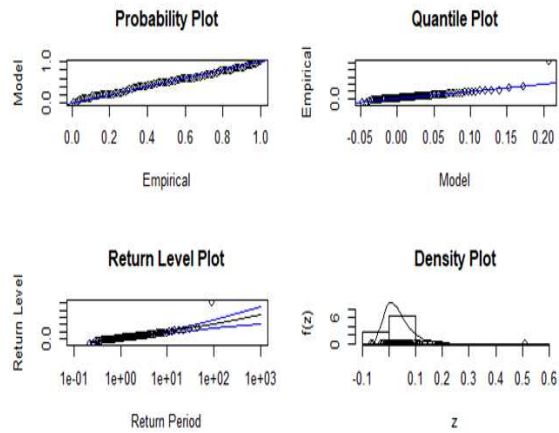 Probability Plot
Model
0.0 1.0
0.0 0.2 0.4 0.6 0.8 1.0
Empirical
Quantile Plot
Empirical
0.0
-0.05 0.00 0.05 0.10 0.15 0.20
Model
Return Level Plot
Return Level
0.0
1e-01 1e+00 1e+01 1e+02 1e+03
Return Period
Density Plot
f(z)
0 6
-0.1 0 0.1 0.2 0.3 0.4 0.5 0.6
z